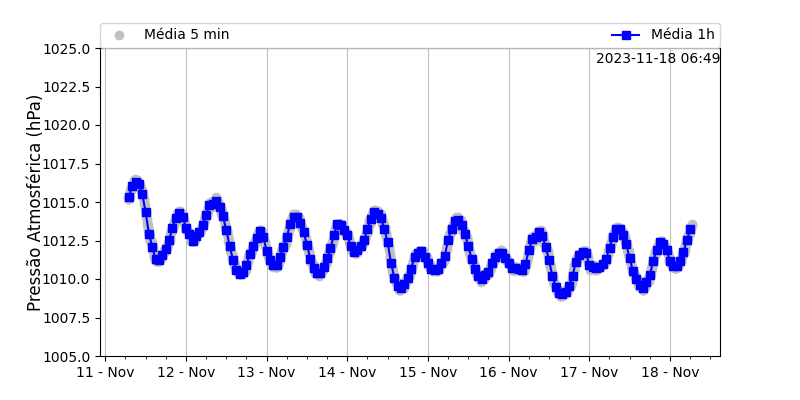 Média 5 min
Média 1h
2023-11-18 06:49
Pressão Atmosférica (hPa)
1025.0
1022.5
1020.0
1017.5
1015.0
1012.5
1010.0
1007.5
1005.0
11 - Nov
12 - Nov
13 - Nov
14 - Nov
15 - Nov
16 - Nov
17 - Nov
18 - Nov